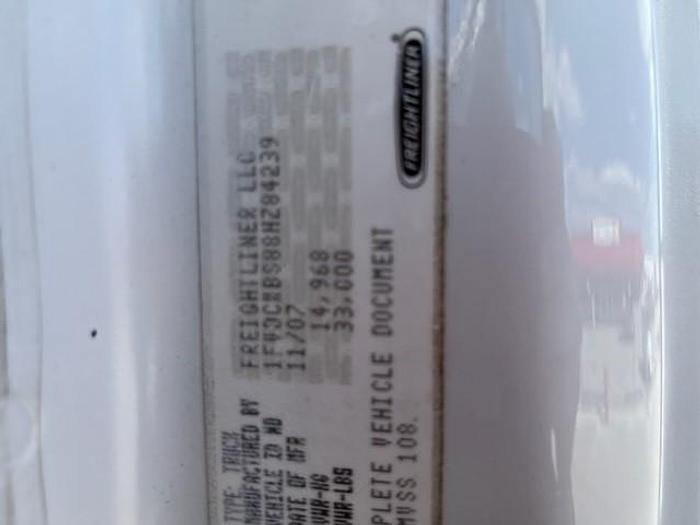 FREIGHTLINER
TYPE: TRUCK
MANUFACTURED BY FREIGHTLINER LLC
VEHICLE ID NO 1FVJCXBS88HZ84239
DATE OF MFR 11/07
GVWR-KG 14,968
GVWR-LBS 33,000
PLETE VEHICLE DOCUMENT
MVSS 108.